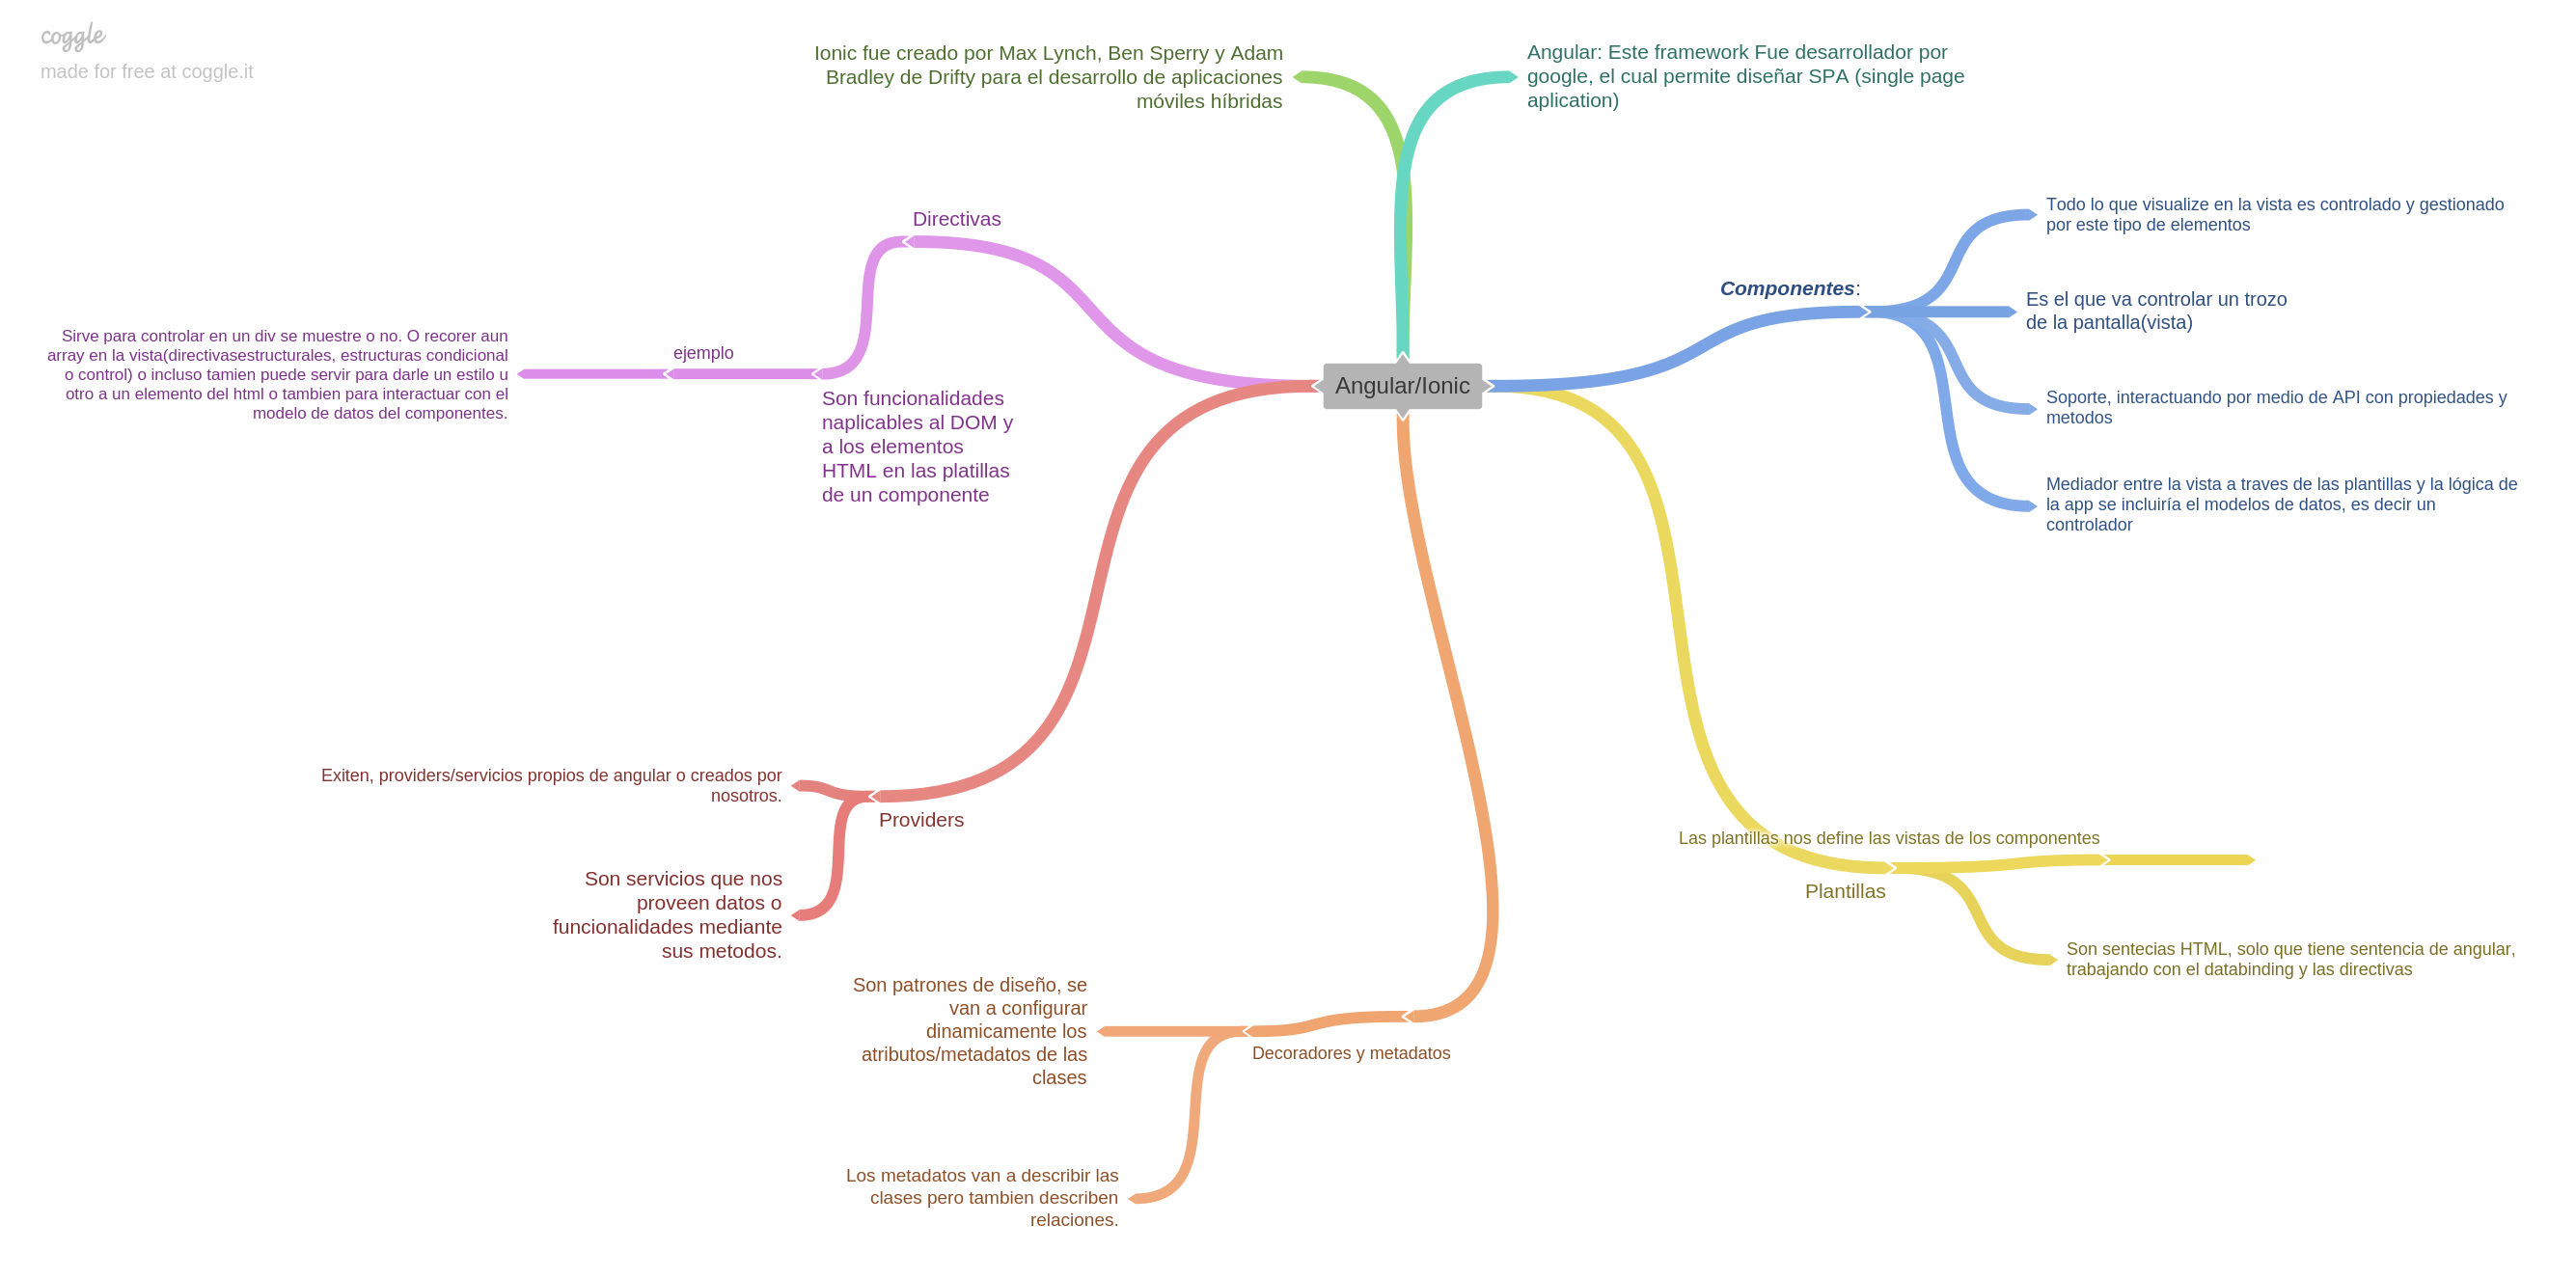 coggle
made for free at coggle.it
Ionic fue creado por Max Lynch, Ben Sperry y Adam
Bradley de Drifty para el desarrollo de aplicaciones
móviles híbridas
Angular: Este framework Fue desarrollador por
google, el cual permite diseñar SPA (single page
aplication)
Directivas
Sirve para controlar en un div se muestre o no. O recorer aun
array en la vista(directivasestructurales, estructuras condicional
o control) o incluso tamien puede servir para darle un estilo u
otro a un elemento del html o tambien para interactuar con el
modelo de datos del componentes.
ejemplo
Son funcionalidades
naplicables al DOM y
a los elementos
HTML en las platillas
de un componente
Angular/Ionic
Componentes:
Todo lo que visualize en la vista es controlado y gestionado
por este tipo de elementos
Es el que va controlar un trozo
de la pantalla(vista)
Soporte, interactuando por medio de API con propiedades y
metodos
Mediador entre la vista a traves de las plantillas y la lógica de
la app se incluiría el modelos de datos, es decir un
controlador
Exiten, providers/servicios propios de angular o creados por
nosotros.
Providers
Son servicios que nos
proveen datos o
funcionalidades mediante
sus metodos.
Las plantillas nos define las vistas de los componentes
Plantillas
Son sentecias HTML, solo que tiene sentencia de angular,
trabajando con el databinding y las directivas
Son patrones de diseño, se
van a configurar
dinamicamente los
atributos/metadatos de las
clases
Decoradores y metadatos
Los metadatos van a describir las
clases pero tambien describen
relaciones.